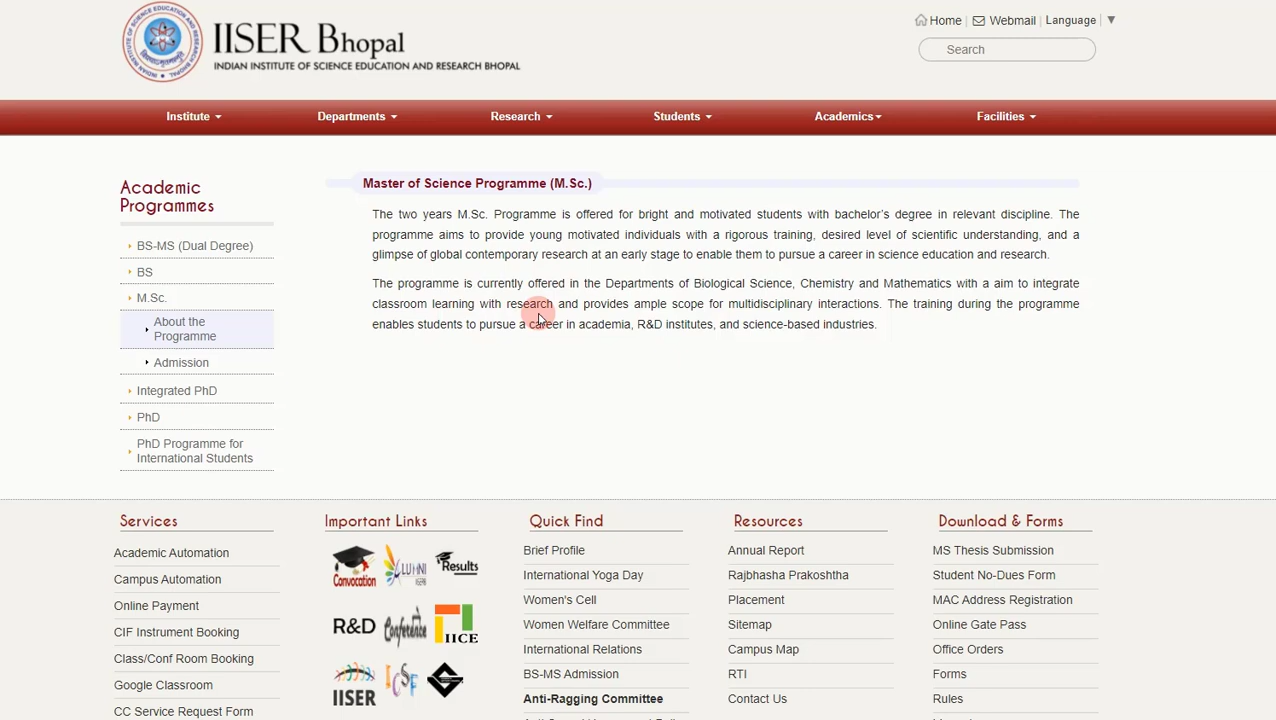 IISER Bhopal
INDIAN INSTITUTE OF SCIENCE EDUCATION AND RESEARCH BHOPAL
Home | Webmail | Language ▼
Search
Institute Departments Research Students Academics Facilities
Academic
Programmes
BS-MS (Dual Degree)
BS
M.Sc.
About the
Programme
Admission
Integrated PhD
PhD
PhD Programme for
International Students
Master of Science Programme (M.Sc.)
The two years M.Sc. Programme is offered for bright and motivated students with bachelor's degree in relevant discipline. The
programme aims to provide young motivated individuals with a rigorous training, desired level of scientific understanding, and a
glimpse of global contemporary research at an early stage to enable them to pursue a career in science education and research.
The programme is currently offered in the Departments of Biological Science, Chemistry and Mathematics with a aim to integrate
classroom learning with research and provides ample scope for multidisciplinary interactions. The training during the programme
enables students to pursue a career in academia, R&D institutes, and science-based industries.
Services
Academic Automation
Campus Automation
Online Payment
CIF Instrument Booking
Class/Conf Room Booking
Google Classroom
CC Service Request Form
Important Links
Convocation
ALUMNI
Results
R&D
Conference
IICE
IISER
Quick Find
Brief Profile
International Yoga Day
Women's Cell
Women Welfare Committee
International Relations
BS-MS Admission
Anti-Ragging Committee
Resources
Annual Report
Rajbhasha Prakoshtha
Placement
Sitemap
Campus Map
RTI
Contact Us
Download & Forms
MS Thesis Submission
Student No-Dues Form
MAC Address Registration
Online Gate Pass
Office Orders
Forms
Rules